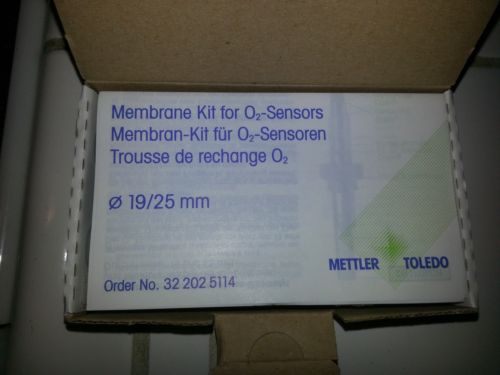 Membrane Kit for O₂-Sensors
Membran-Kit für O₂-Sensoren
Trousse de rechange O₂
Ø 19/25 mm
METTLER TOLEDO
Order No. 32 202 5114